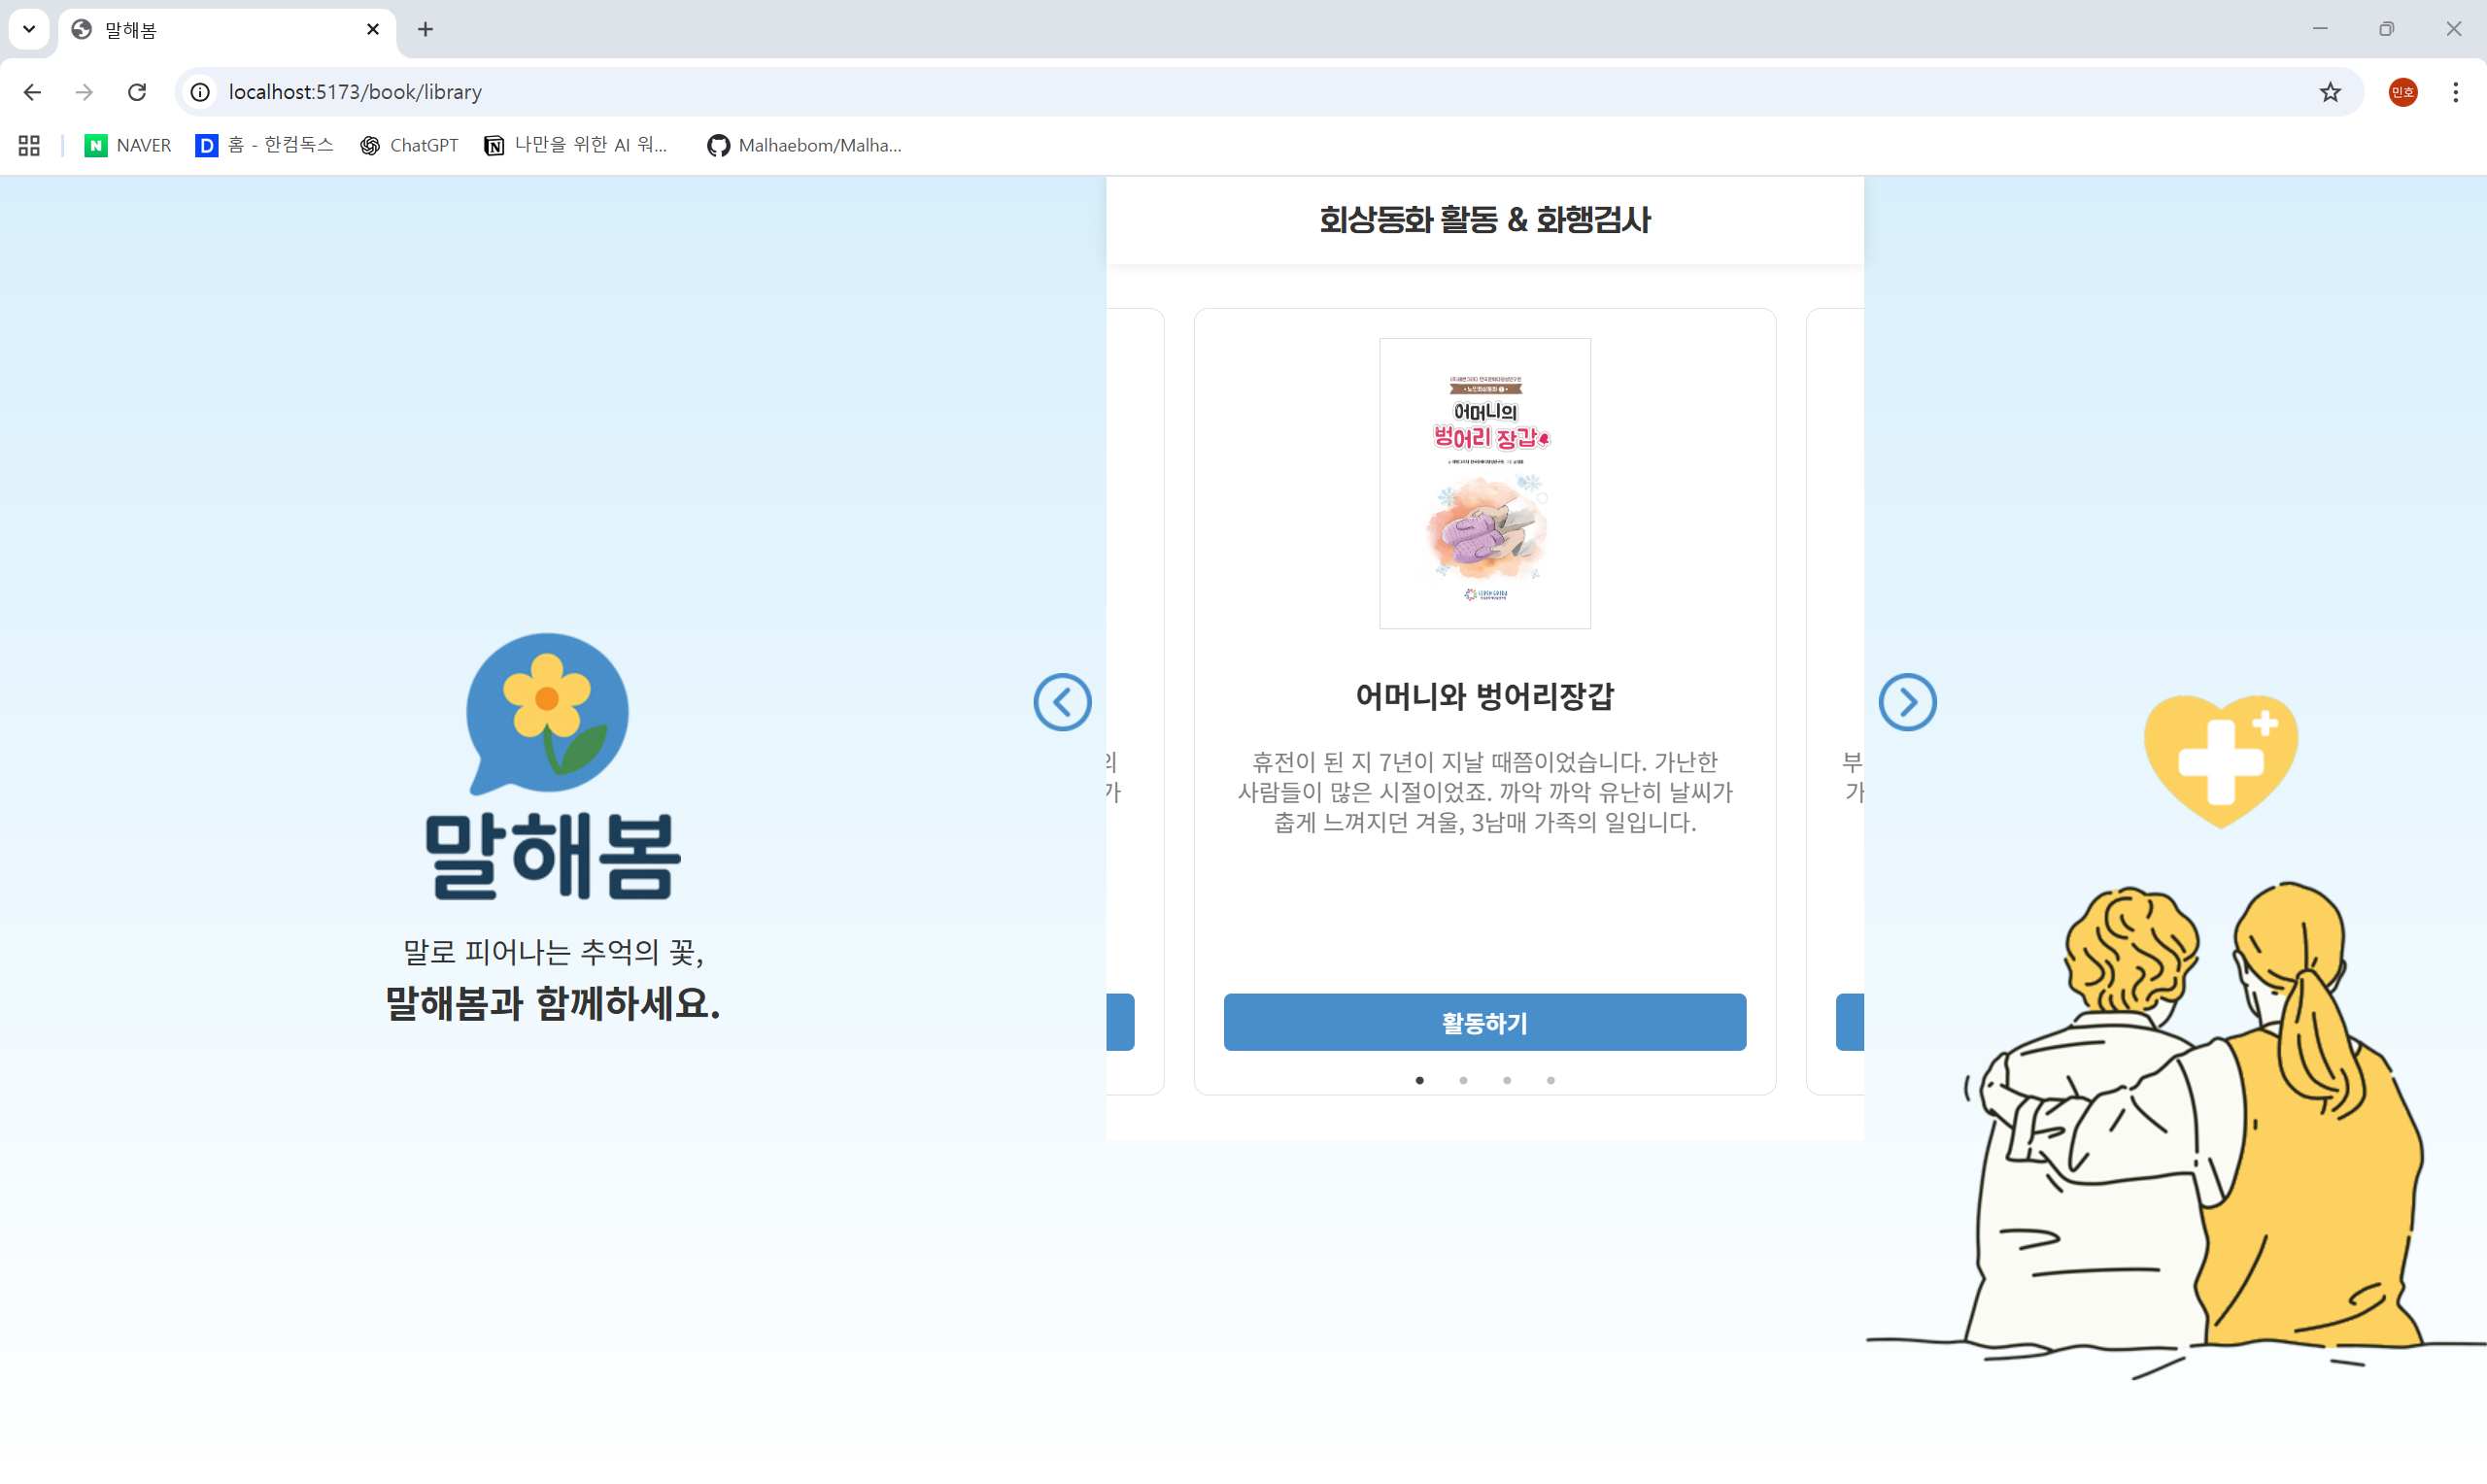 말해봄
localhost:5173/book/library
민호
NAVER
홈 - 한컴독스
ChatGPT
나만을 위한 AI 워...
Malhaebom/Malha...
회상동화 활동 & 화행검사
어머니의
벙어리 장갑
어머니와 벙어리장갑
의
가
휴전이 된 지 7년이 지날 때쯤이었습니다. 가난한
사람들이 많은 시절이었죠. 까악 까악 유난히 날씨가
춥게 느껴지던 겨울, 3남매 가족의 일입니다.
부
가
활동하기
말해봄
말로 피어나는 추억의 꽃,
말해봄과 함께하세요.